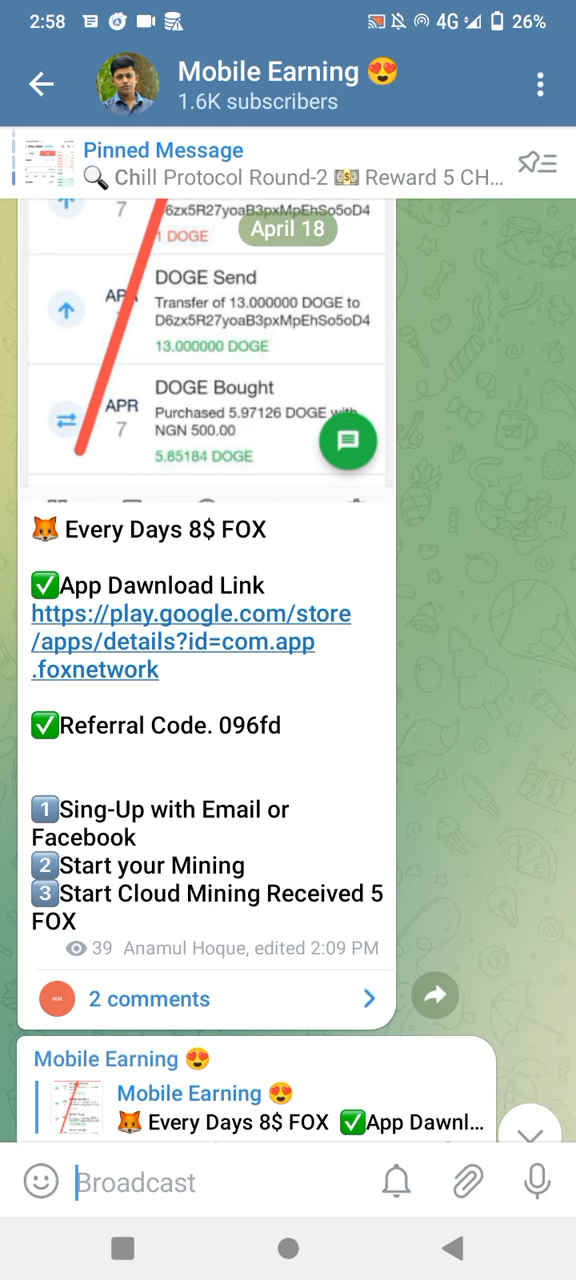 2:58
4G
26%
Mobile Earning 😍
1.6K subscribers
Pinned Message
🔍 Chill Protocol Round-2 💵 Reward 5 CH...
7
D6zx5R27yoaB3pxMpEhSo5oD4
1 DOGE
April 18
DOGE Send
Transfer of 13.000000 DOGE to
D6zx5R27yoaB3pxMpEhSo5oD4
13.000000 DOGE
DOGE Bought
APR
7
Purchased 5.97126 DOGE with
NGN 500.00
5.85184 DOGE
🦊 Every Days 8$ FOX
✅App Dawnload Link
https://play.google.com/store
/apps/details?id=com.app
.foxnetwork
✅Referral Code. 096fd
1️⃣Sing-Up with Email or
Facebook
2️⃣Start your Mining
3️⃣Start Cloud Mining Received 5
FOX
39 Anamul Hoque, edited 2:09 PM
2 comments
Mobile Earning 😍
Mobile Earning 😍
🦊 Every Days 8$ FOX ✅App Dawnl...
Broadcast